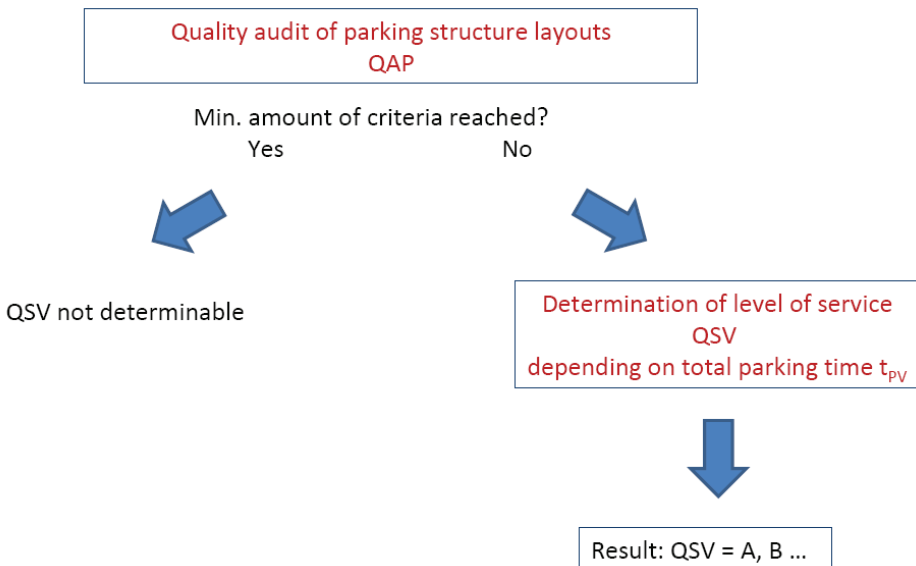 Quality audit of parking structure layouts
QAP
Min. amount of criteria reached?
Yes No
QSV not determinable
Determination of level of service
QSV
depending on total parking time t_PV
Result: QSV = A, B ...